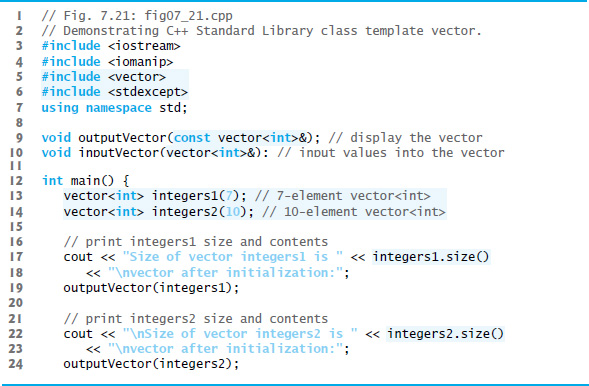 1 // Fig. 7.21: fig07_21.cpp
2 // Demonstrating C++ Standard Library class template vector.
3 #include <iostream>
4 #include <iomanip>
5 #include <vector>
6 #include <stdexcept>
7 using namespace std;
8
9 void outputVector(const vector<int>&); // display the vector
10 void inputVector(vector<int>&); // input values into the vector
11
12 int main() {
13 vector<int> integers1(7); // 7-element vector<int>
14 vector<int> integers2(10); // 10-element vector<int>
15
16 // print integers1 size and contents
17 cout << "Size of vector integers1 is " << integers1.size()
18 << "\nvector after initialization:";
19 outputVector(integers1);
20
21 // print integers2 size and contents
22 cout << "\nSize of vector integers2 is " << integers2.size()
23 << "\nvector after initialization:";
24 outputVector(integers2);